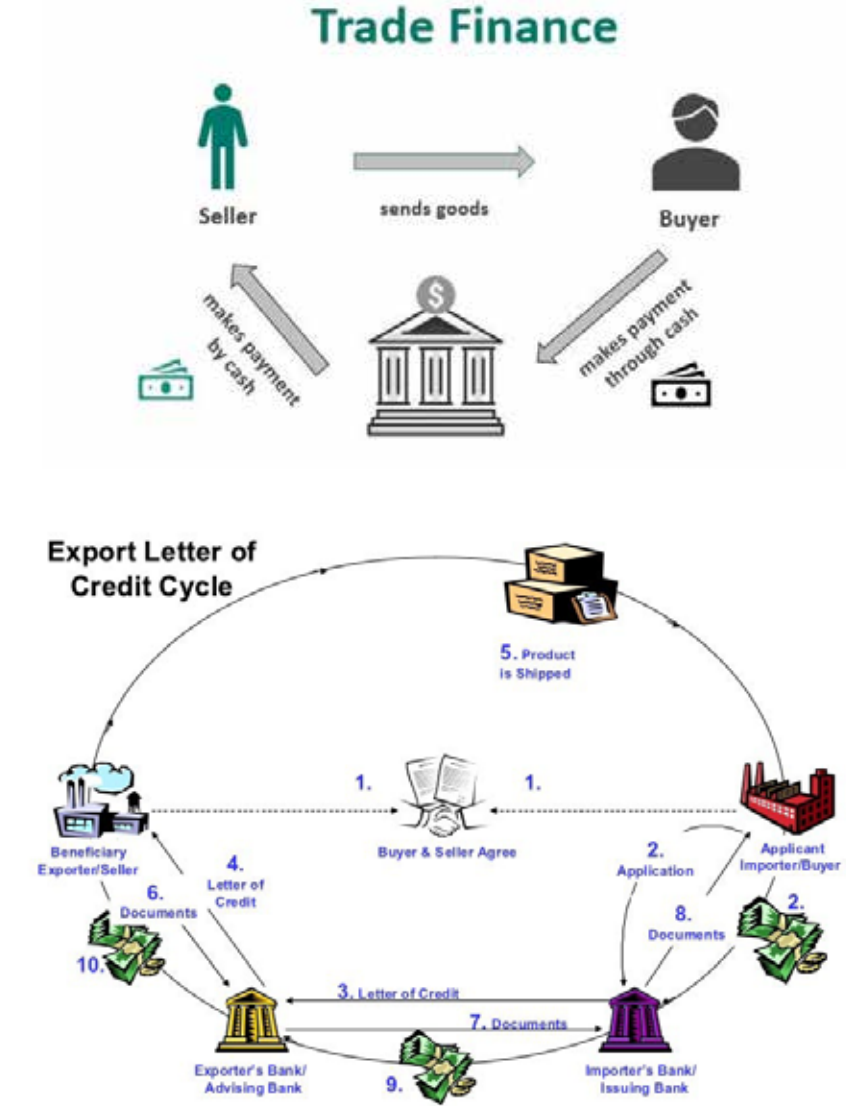 Trade Finance
Seller
sends goods
Buyer
makes payment
by cash
$
makes payment
through cash
Export Letter of
Credit Cycle
5. Product
is Shipped
1.
1.
Beneficiary
Exporter/Seller
Buyer & Seller Agree
Applicant
Importer/Buyer
2.
Application
4.
Letter of
Credit
6.
Documents
8.
Documents
2.
10.
3. Letter of Credit
7. Documents
Exporter's Bank/
Advising Bank
9.
Importer's Bank/
Issuing Bank